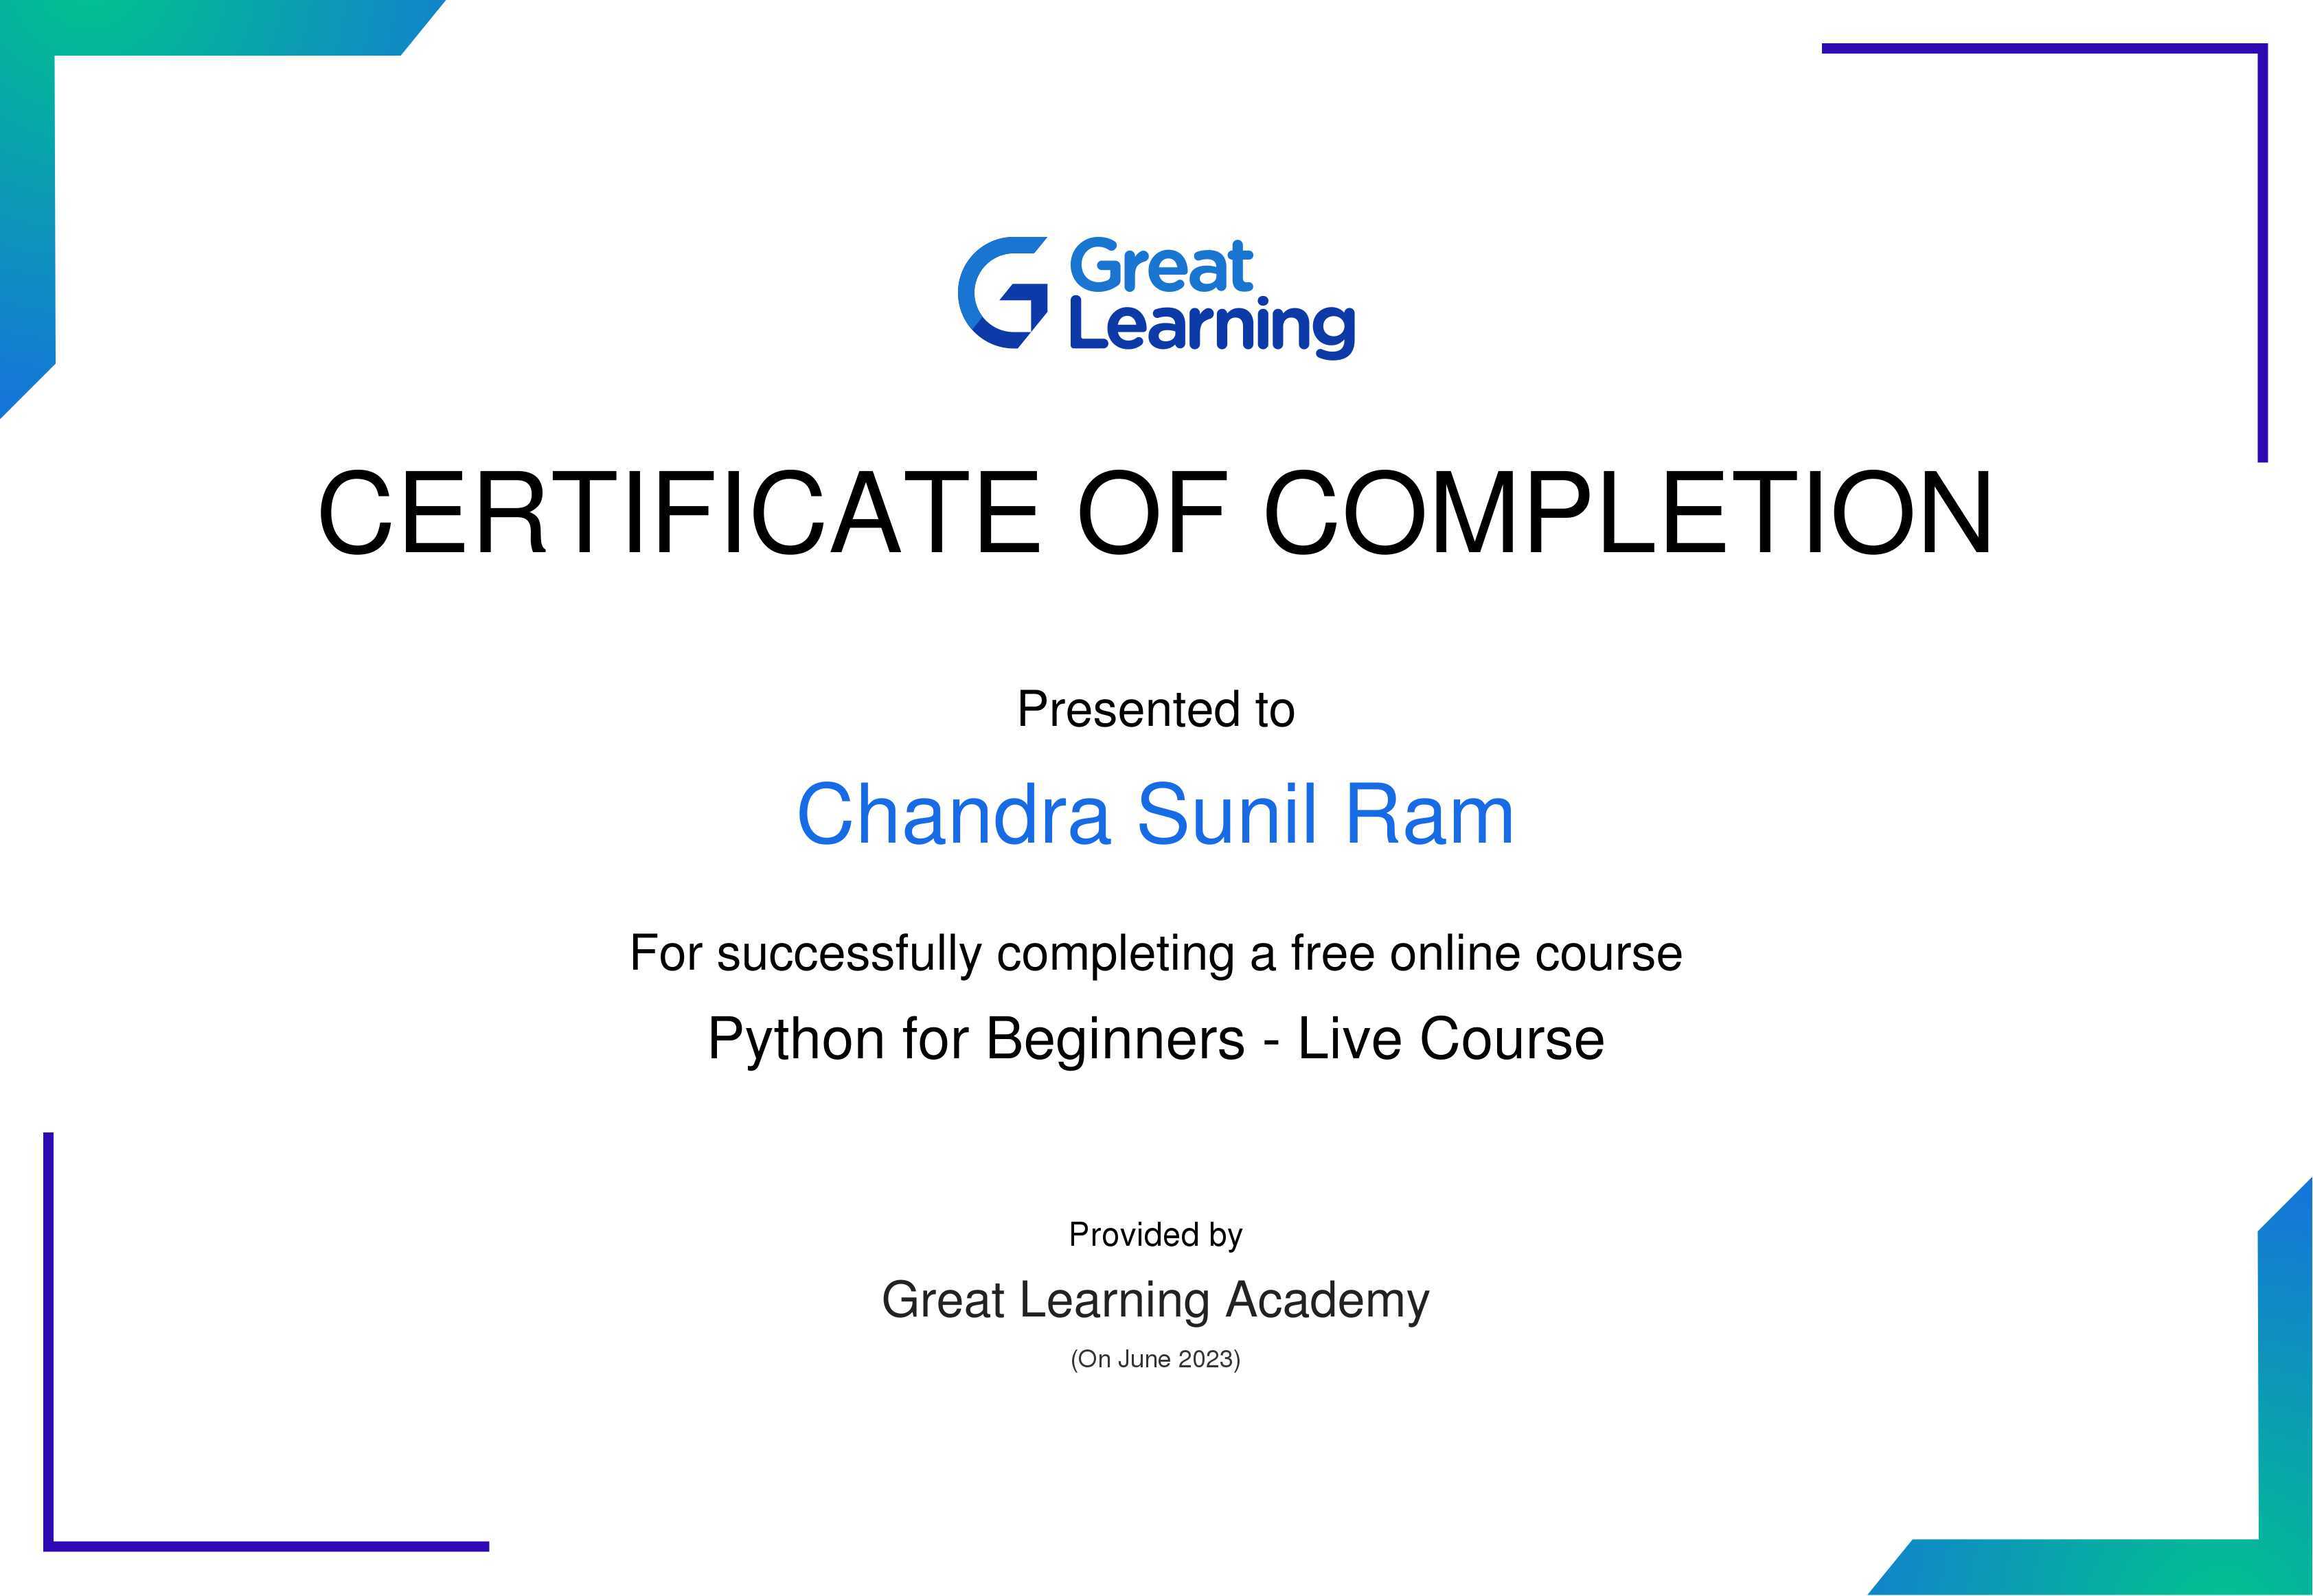 Great
Learning
CERTIFICATE OF COMPLETION
Presented to
Chandra Sunil Ram
For successfully completing a free online course
Python for Beginners - Live Course
Provided by
Great Learning Academy
(On June 2023)